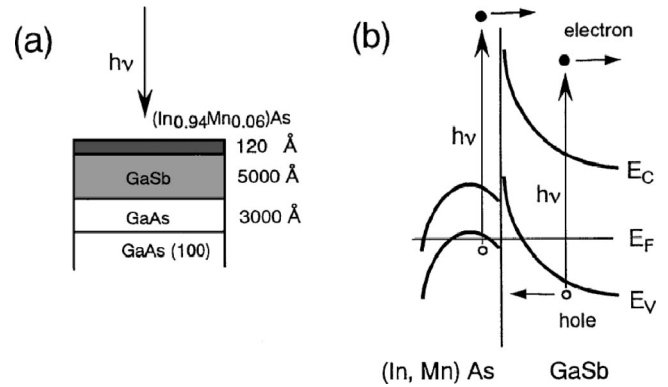 (a)
hν
(In0.94Mn0.06)As
120 Å
GaSb 5000 Å
GaAs 3000 Å
GaAs (100)
(b)
electron
hν
hν
EC
EF
EV
hole
(In, Mn) As GaSb